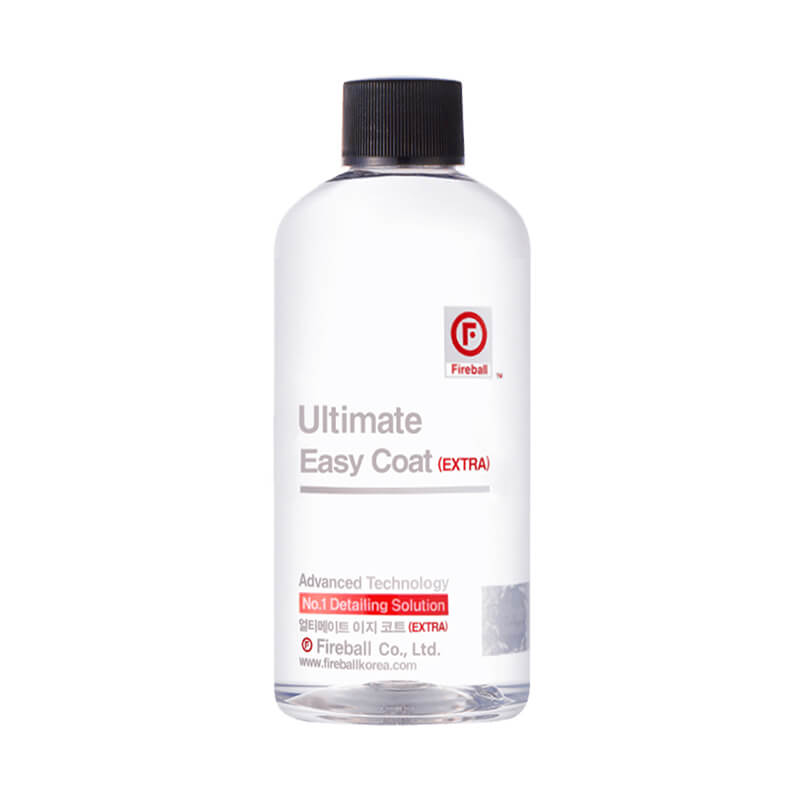 F
Fireball
TM
Ultimate
Easy Coat (EXTRA)
Advanced Technology
No.1 Detailing Solution
얼티메이트 이지 코트 (EXTRA)
F Fireball Co., Ltd.
www.fireballkorea.com